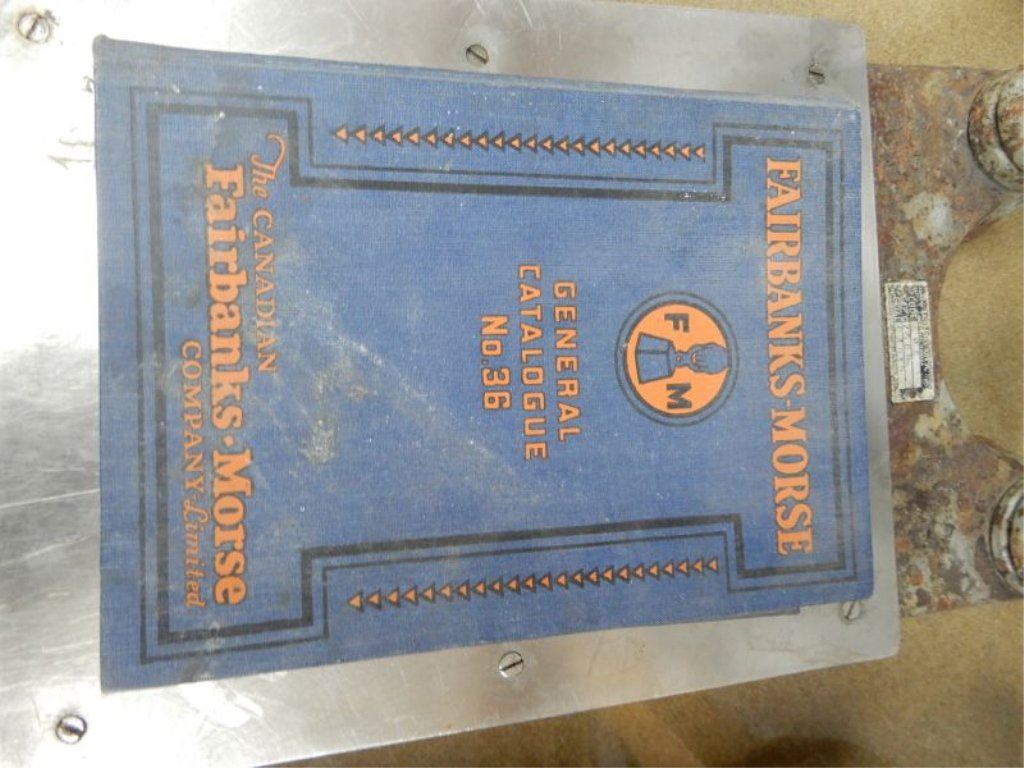 FAIRBANKS-MORSE
F M
GENERAL
CATALOGUE
No. 36
The CANADIAN
Fairbanks·Morse
COMPANY·Limited